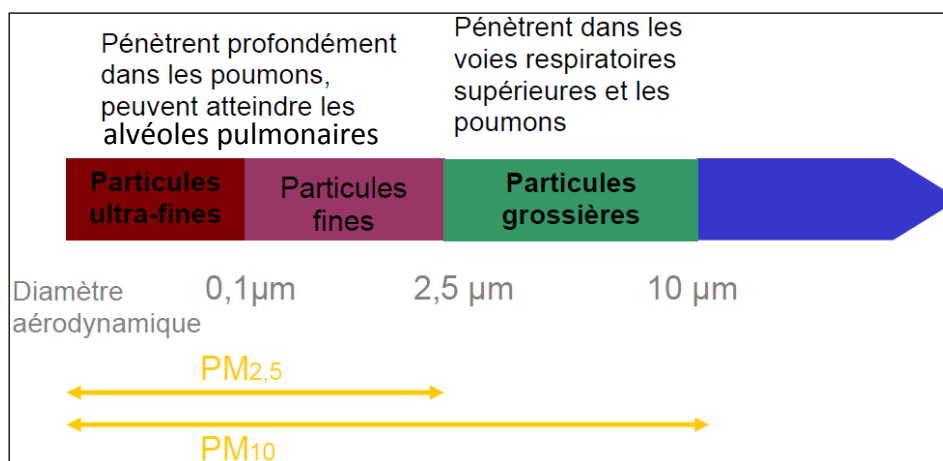 Pénètrent profondément
dans les poumons,
peuvent atteindre les
alvéoles pulmonaires
Pénètrent dans les
voies respiratoires
supérieures et les
poumons
Particules
ultra-fines
Particules
fines
Particules
grossières
Diamètre
aérodynamique
0,1µm
2,5 µm
10 µm
PM2,5
PM10